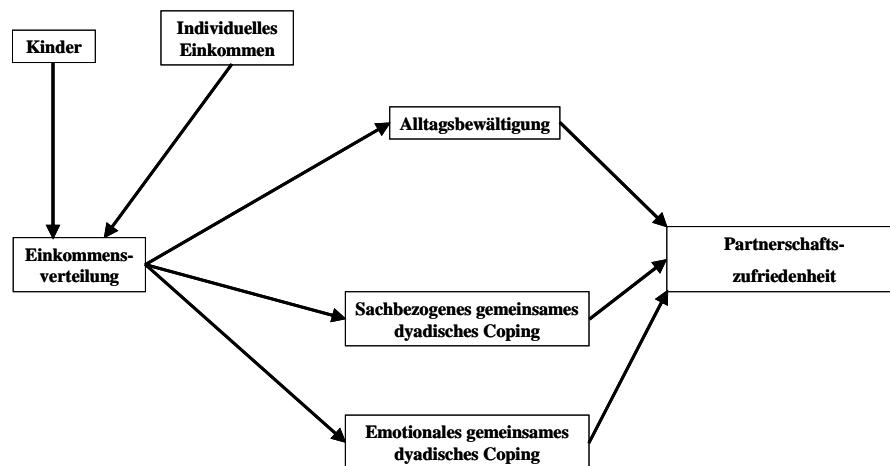 Kinder
Individuelles
Einkommen
Alltagsbewältigung
Einkommens-
verteilung
Partnerschafts-
zufriedenheit
Sachbezogenes gemeinsames
dyadisches Coping
Emotionales gemeinsames
dyadisches Coping